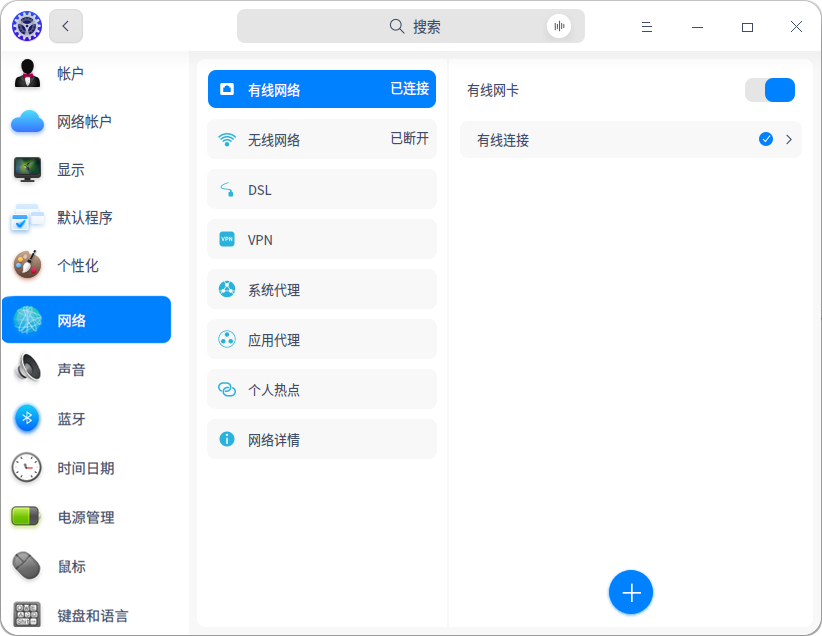 搜索
帐户
网络帐户
显示
默认程序
个性化
网络
声音
蓝牙
时间日期
电源管理
鼠标
键盘和语言
有线网络 已连接
无线网络 已断开
DSL
VPN VPN
系统代理
应用代理
个人热点
网络详情
有线网卡
有线连接